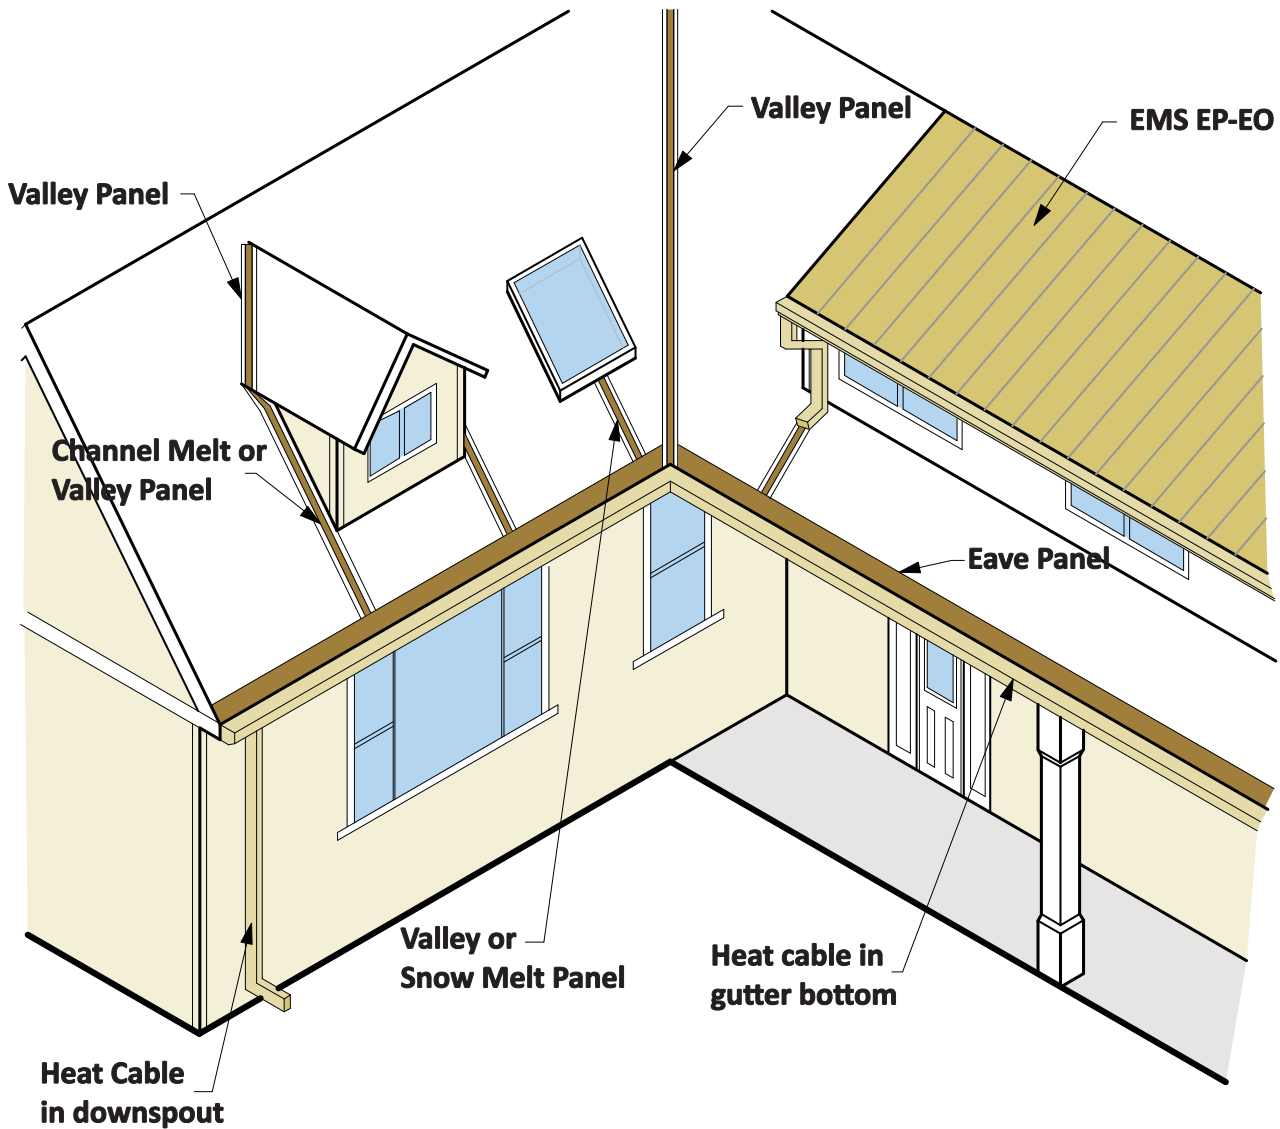 Valley Panel
EMS EP-EO
Valley Panel
Channel Melt or
Valley Panel
Eave Panel
Valley or
Snow Melt Panel
Heat cable in
gutter bottom
Heat Cable
in downspout